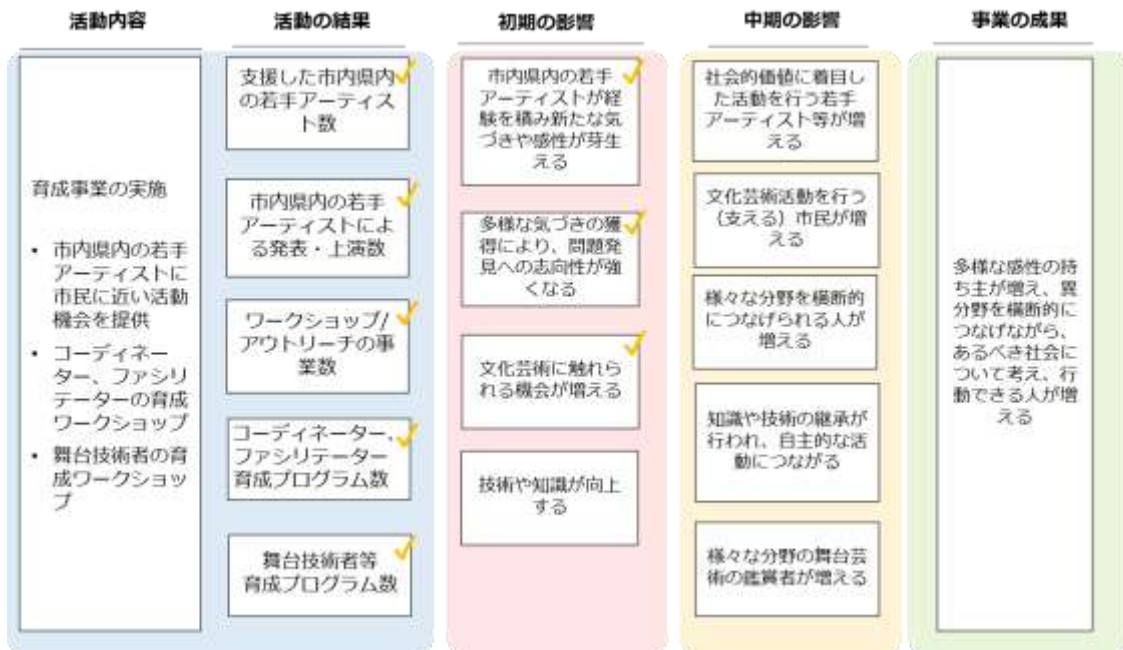 活動内容
活動の結果
初期の影響
中期の影響
事業の成果
育成事業の実施
• 市内県内の若手
アーティストに
市民に近い活動
機会を提供
• コーディネー
ター、ファシリ
テーターの育成
ワークショップ
• 舞台技術者の育
成ワークショッ
プ
支援した市内県内
の若手アーティス
ト数
市内県内の若手
アーティストによ
る発表・上演数
ワークショップ/
アウトリーチの事
業数
コーディネーター、
ファシリテーター
育成プログラム数
舞台技術者等
育成プログラム数
市内県内の若手
アーティストが経
験を積み新たな気
づきや感性が芽生
える
多様な気づきの獲
得により、問題発
見への志向性が強
くなる
文化芸術に触れら
れる機会が増える
技術や知識が向上
する
社会的価値に着目し
た活動を行う若手
アーティスト等が増
える
文化芸術活動を行う
（支える）市民が増
える
様々な分野を横断的
につなげられる人が
増える
知識や技術の継承が
行われ、自主的な活
動につながる
様々な分野の舞台芸
術の鑑賞者が増える
多様な感性の持
ち主が増え、異
分野を横断的に
つなげながら、
あるべき社会に
ついて考え、行
動できる人が増
える